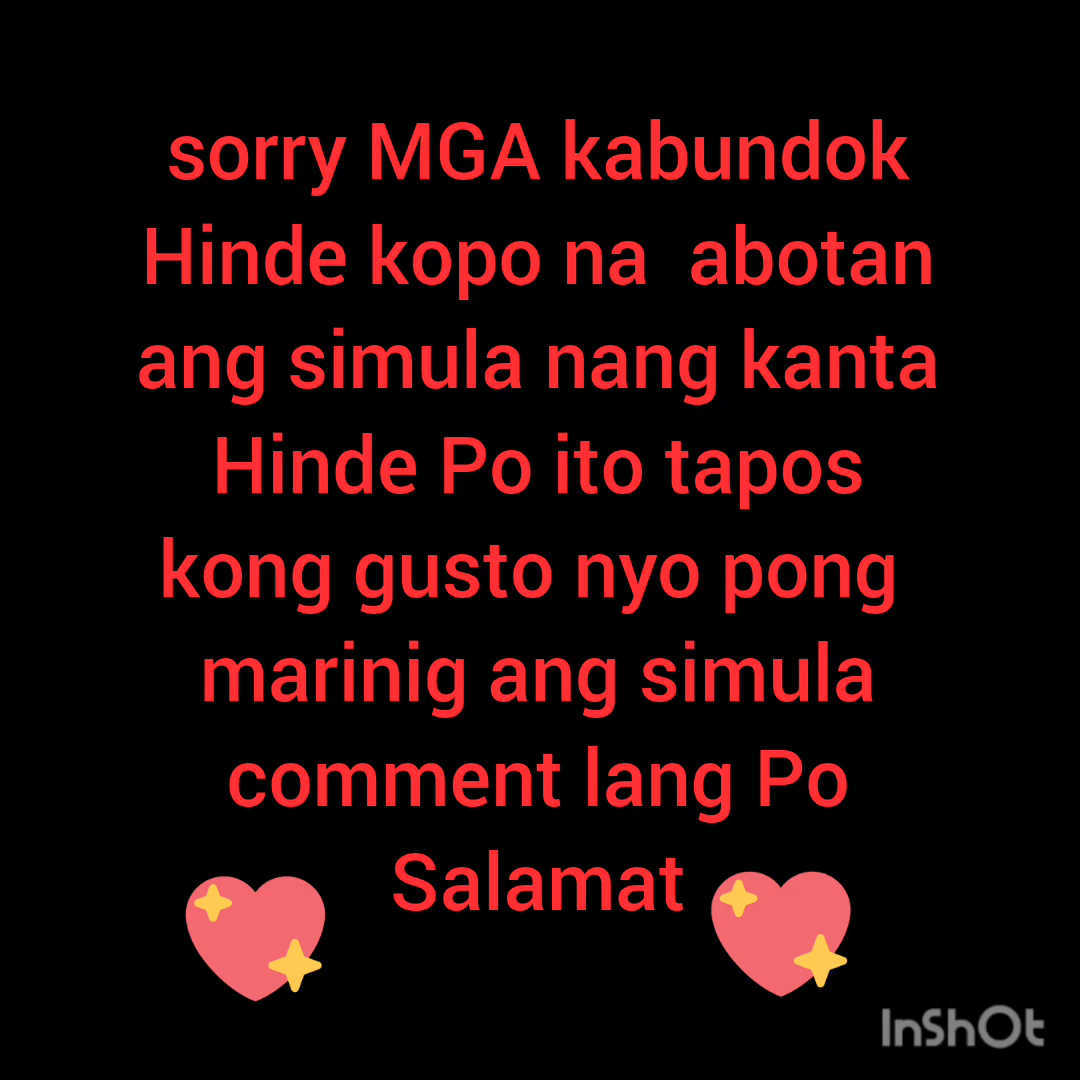 sorry MGA kabundok
Hinde kopo na  abotan
ang simula nang kanta
Hinde Po ito tapos
kong gusto nyo pong
marinig ang simula
comment lang Po
Salamat
InShOt